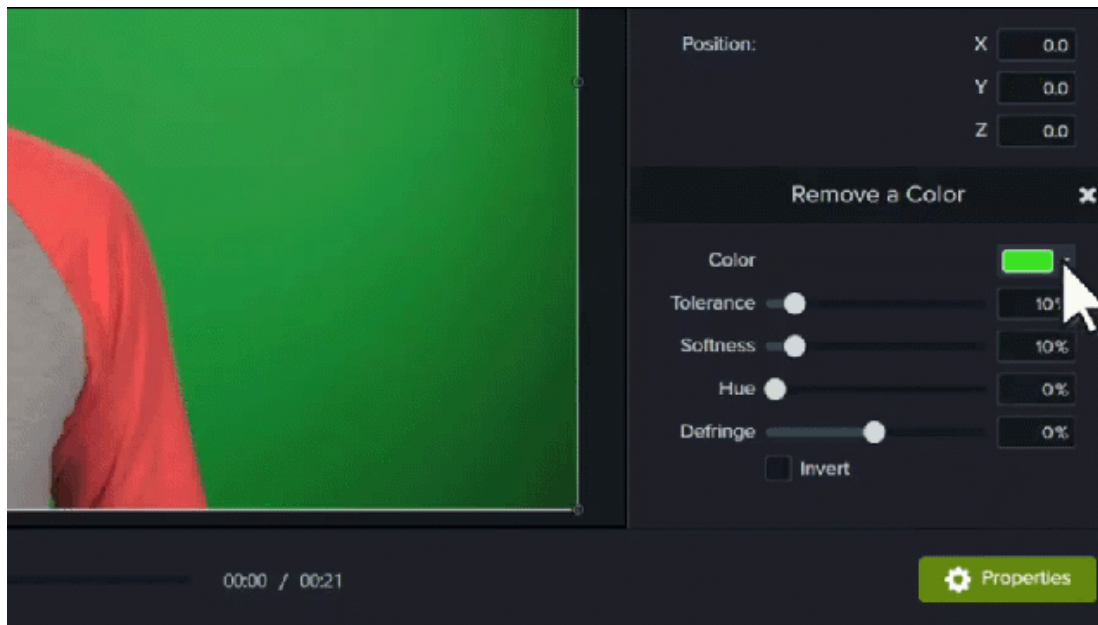 Position: X 0.0
Y 0.0
Z 0.0
Remove a Color
Color
Tolerance 10%
Softness 10%
Hue 0%
Defringe 0%
Invert
00:00 / 00:21
Properties